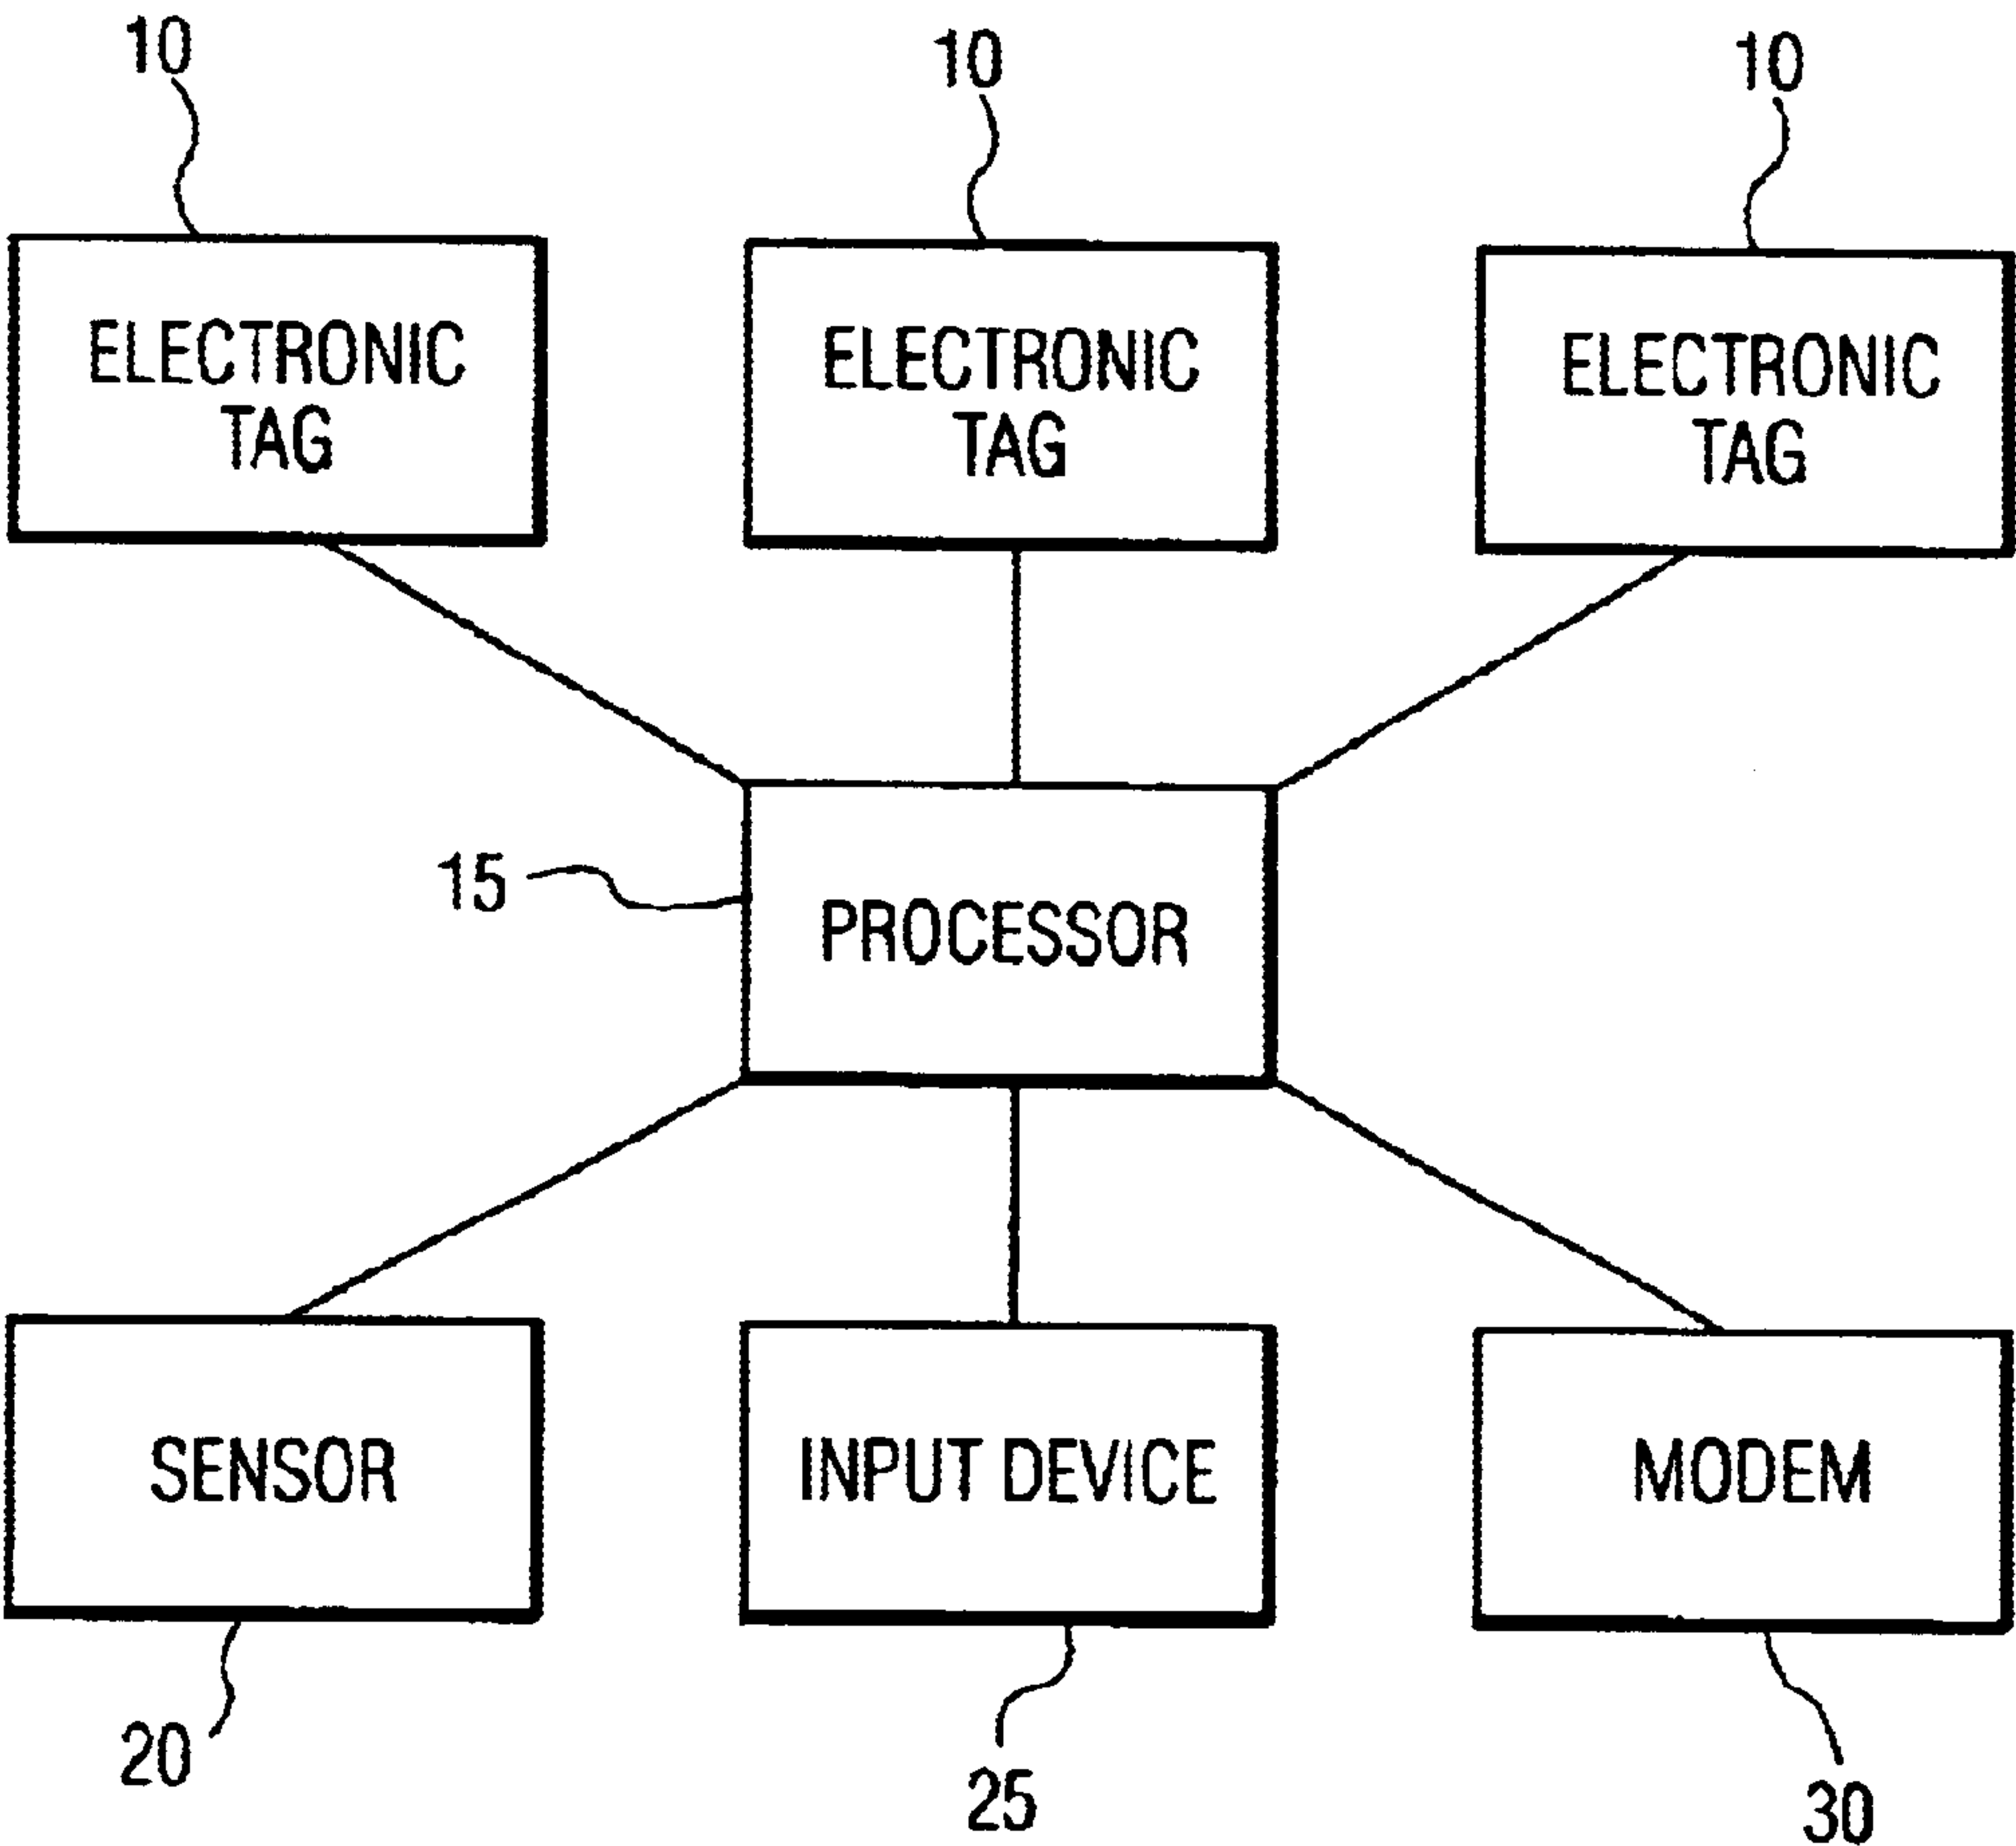 10
10
10
ELECTRONIC
TAG
ELECTRONIC
TAG
ELECTRONIC
TAG
15
PROCESSOR
SENSOR
INPUT DEVICE
MODEM
20
25
30